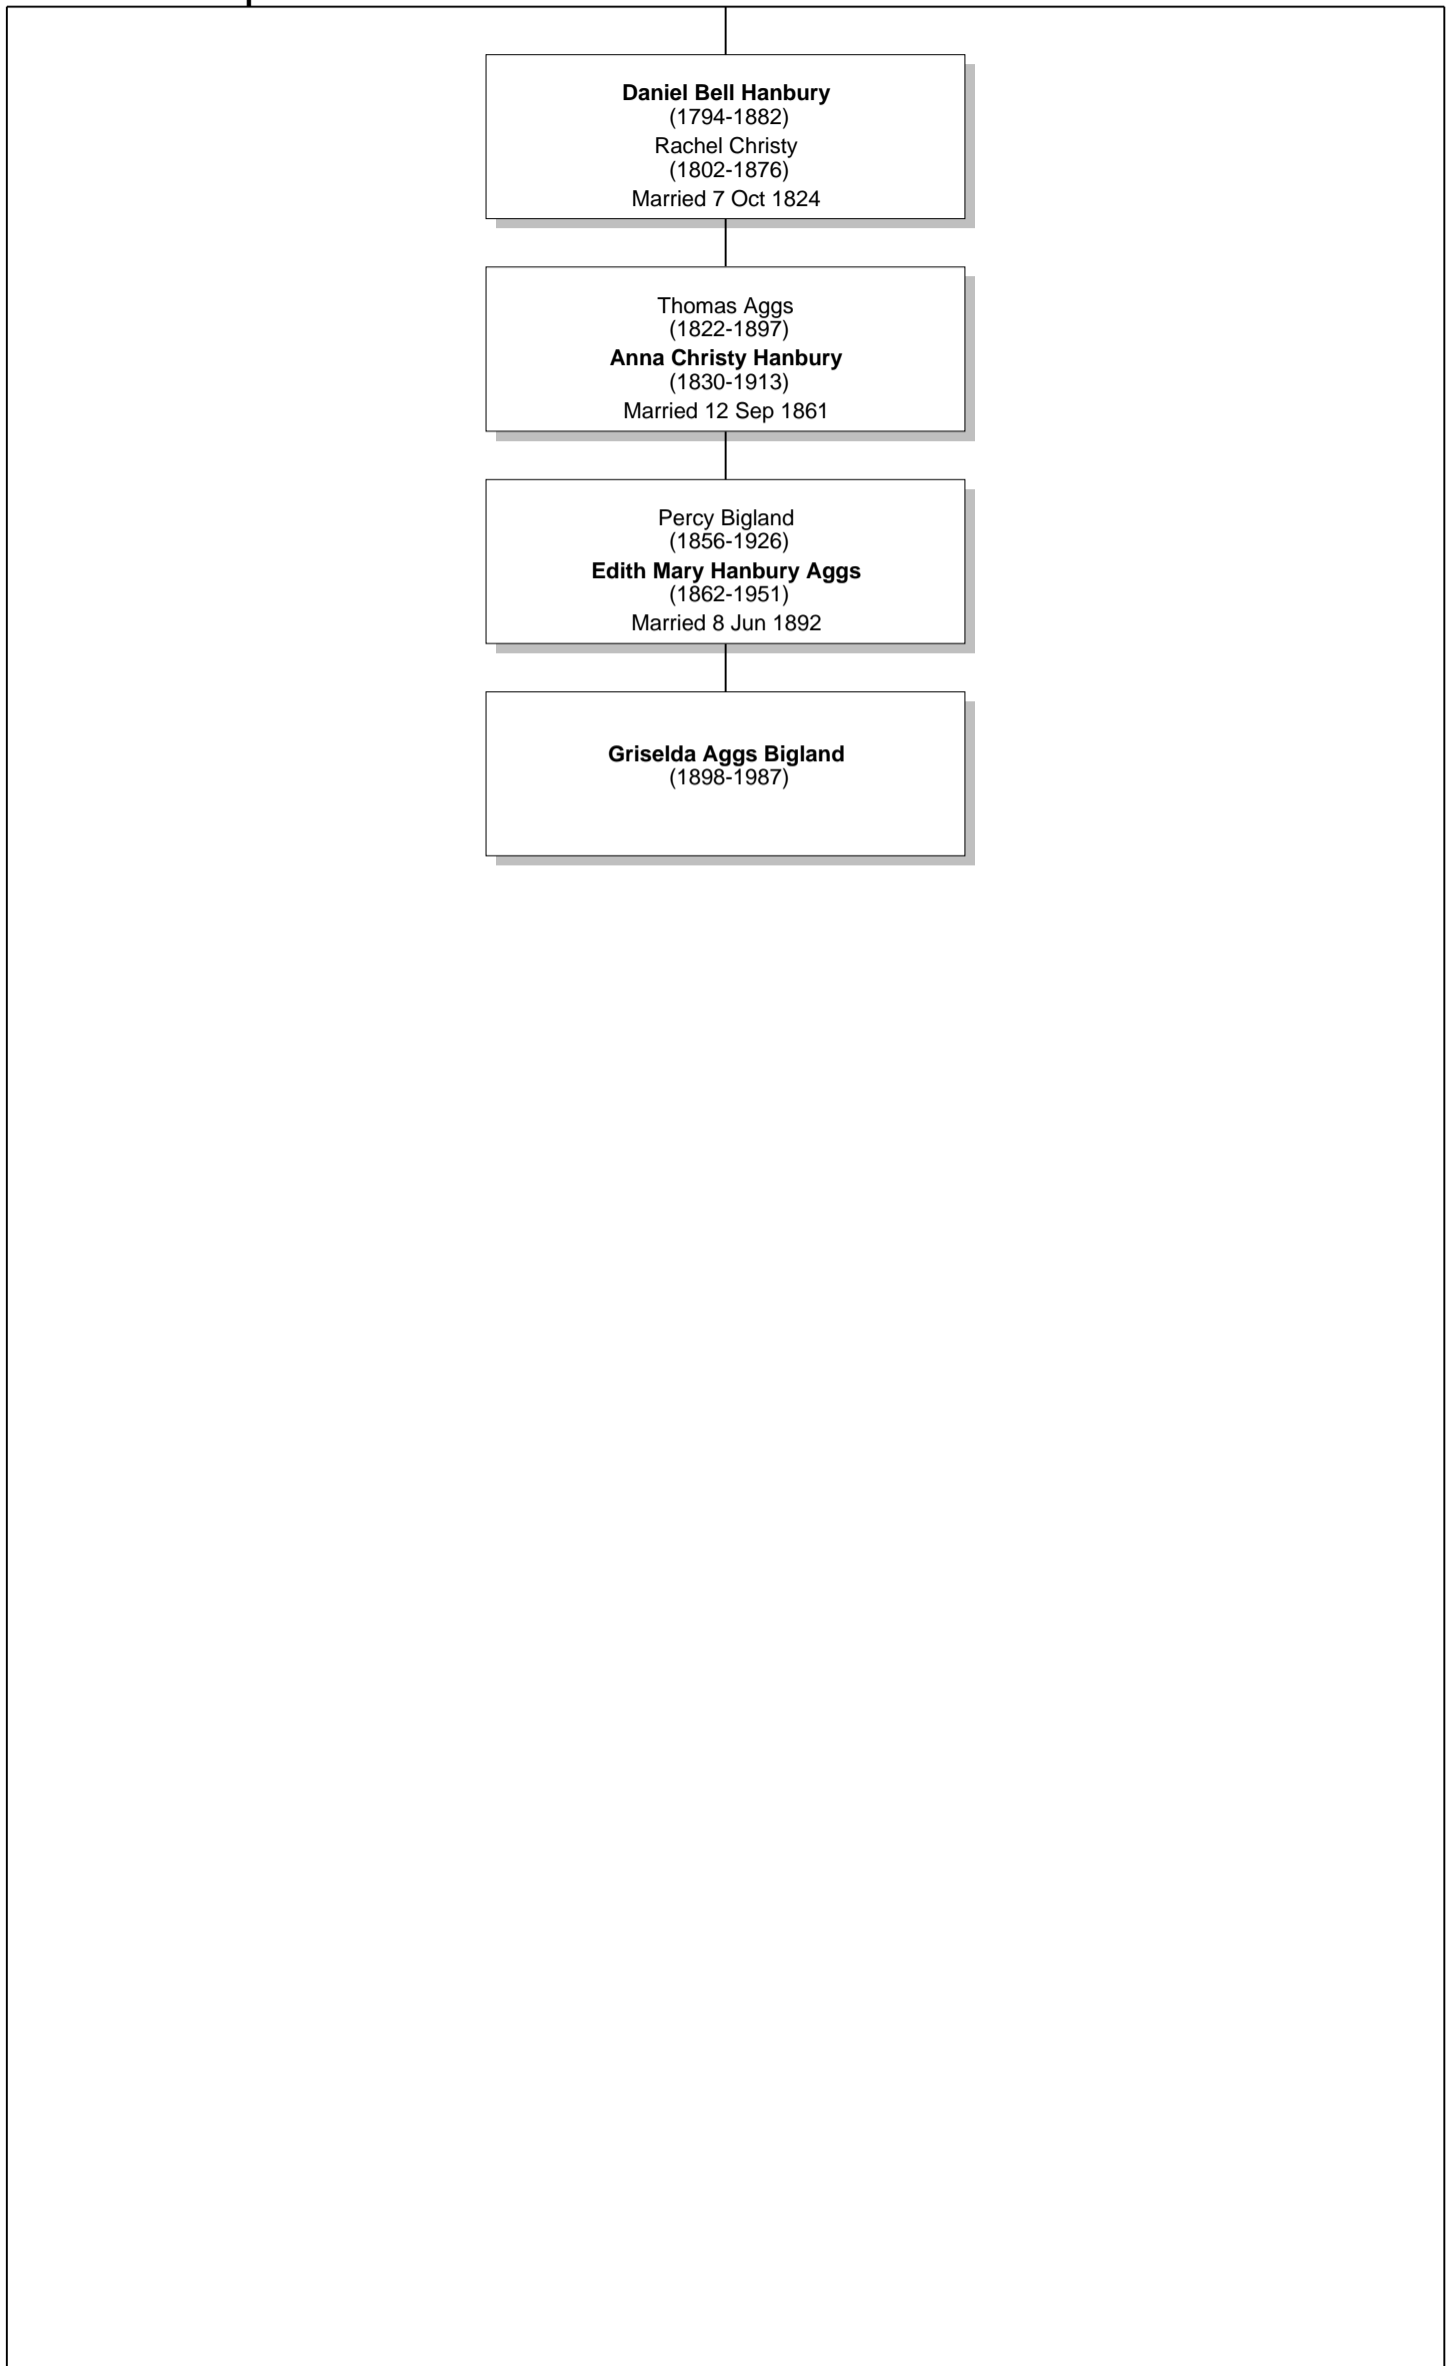 Daniel Bell Hanbury
(1794-1882)
Rachel Christy
(1802-1876)
Married 7 Oct 1824
Thomas Aggs
(1822-1897)
Anna Christy Hanbury
(1830-1913)
Married 12 Sep 1861
Percy Bigland
(1856-1926)
Edith Mary Hanbury Aggs
(1862-1951)
Married 8 Jun 1892
Griselda Aggs Bigland
(1898-1987)